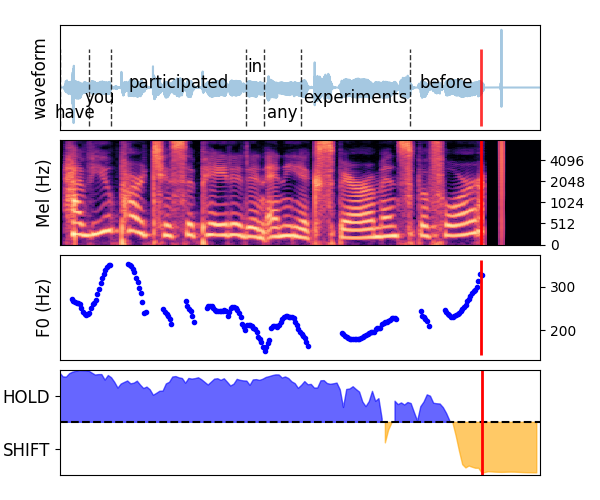 waveform
have
you
participated
in
any
experiments
before
Mel (Hz)
4096
2048
1024
512
0
F0 (Hz)
300
200
HOLD
SHIFT